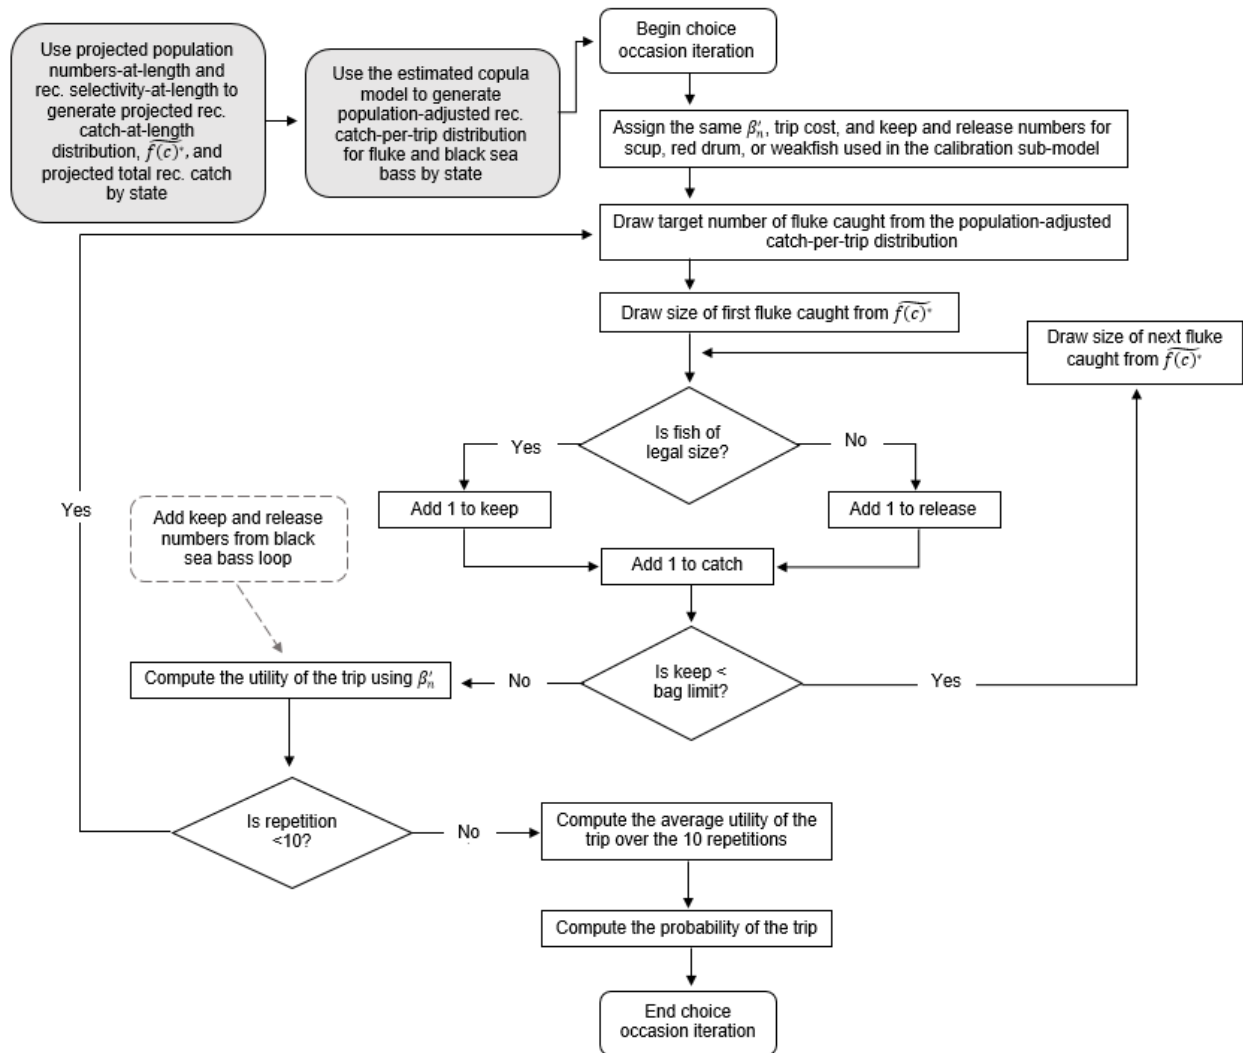 Use projected population
numbers-at-length and
rec. selectivity-at-length to
generate projected rec.
catch-at-length
distribution, \widetilde{f(c)^*}, and
projected total rec. catch
by state
Use the estimated copula
model to generate
population-adjusted rec.
catch-per-trip distribution
for fluke and black sea
bass by state
Begin choice
occasion iteration
Assign the same β′ₙ, trip cost, and keep and release numbers for
scup, red drum, or weakfish used in the calibration sub-model
Draw target number of fluke caught from the population-adjusted
catch-per-trip distribution
Draw size of first fluke caught from \widetilde{f(c)^*}
Draw size of next fluke
caught from \widetilde{f(c)^*}
Is fish of
legal size?
Yes
No
Add 1 to keep
Add 1 to release
Add 1 to catch
Yes
Add keep and release
numbers from black
sea bass loop
Is keep <
bag limit?
No
Yes
Compute the utility of the trip using β′ₙ
Is repetition
<10?
No
Compute the average utility of the
trip over the 10 repetitions
Compute the probability of the trip
End choice
occasion iteration